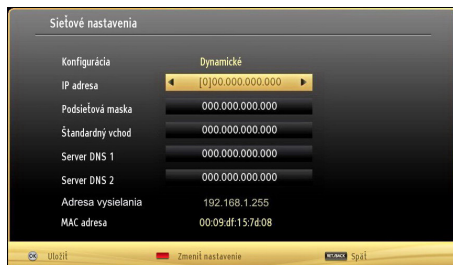 Sieťové nastavenia
Konfigurácia Dynamické
IP adresa [0]00.000.000.000
Podsieťová maska 000.000.000.000
Štandardný vchod 000.000.000.000
Server DNS 1 000.000.000.000
Server DNS 2 000.000.000.000
Adresa vysielania 192.168.1.255
MAC adresa 00:09:df:15:7d:08
OK Uložiť Zmeniť nastavenie RET./BACK Späť